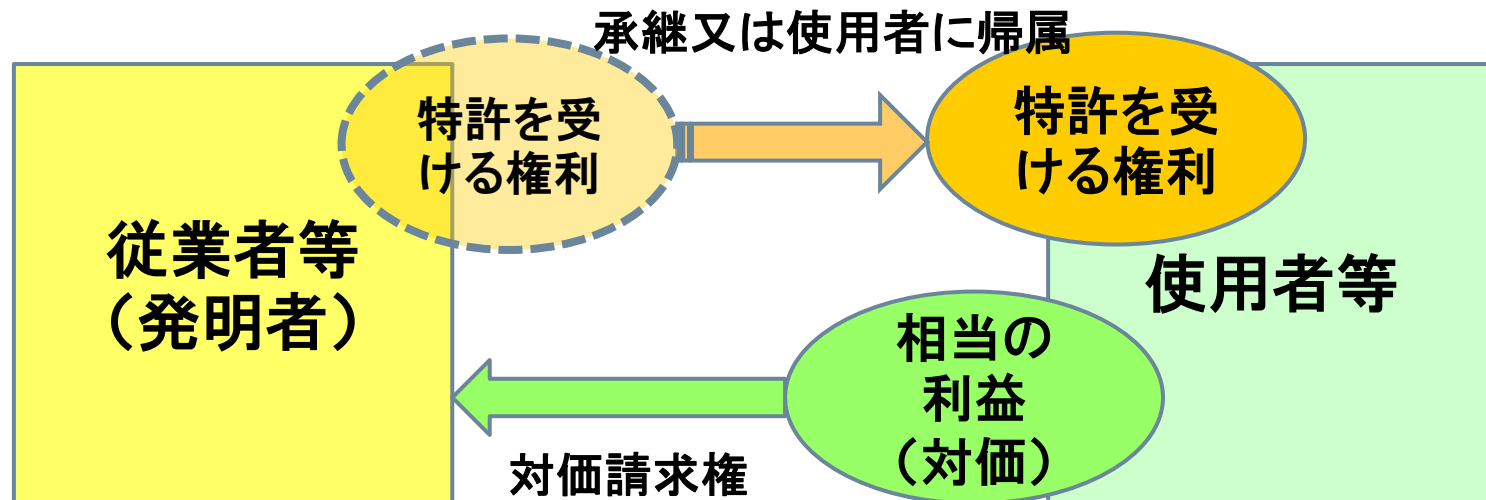 承継又は使用者に帰属
特許を受
ける権利
特許を受
ける権利
従業者等
（発明者）
使用者等
相当の
利益
（対価）
対価請求権